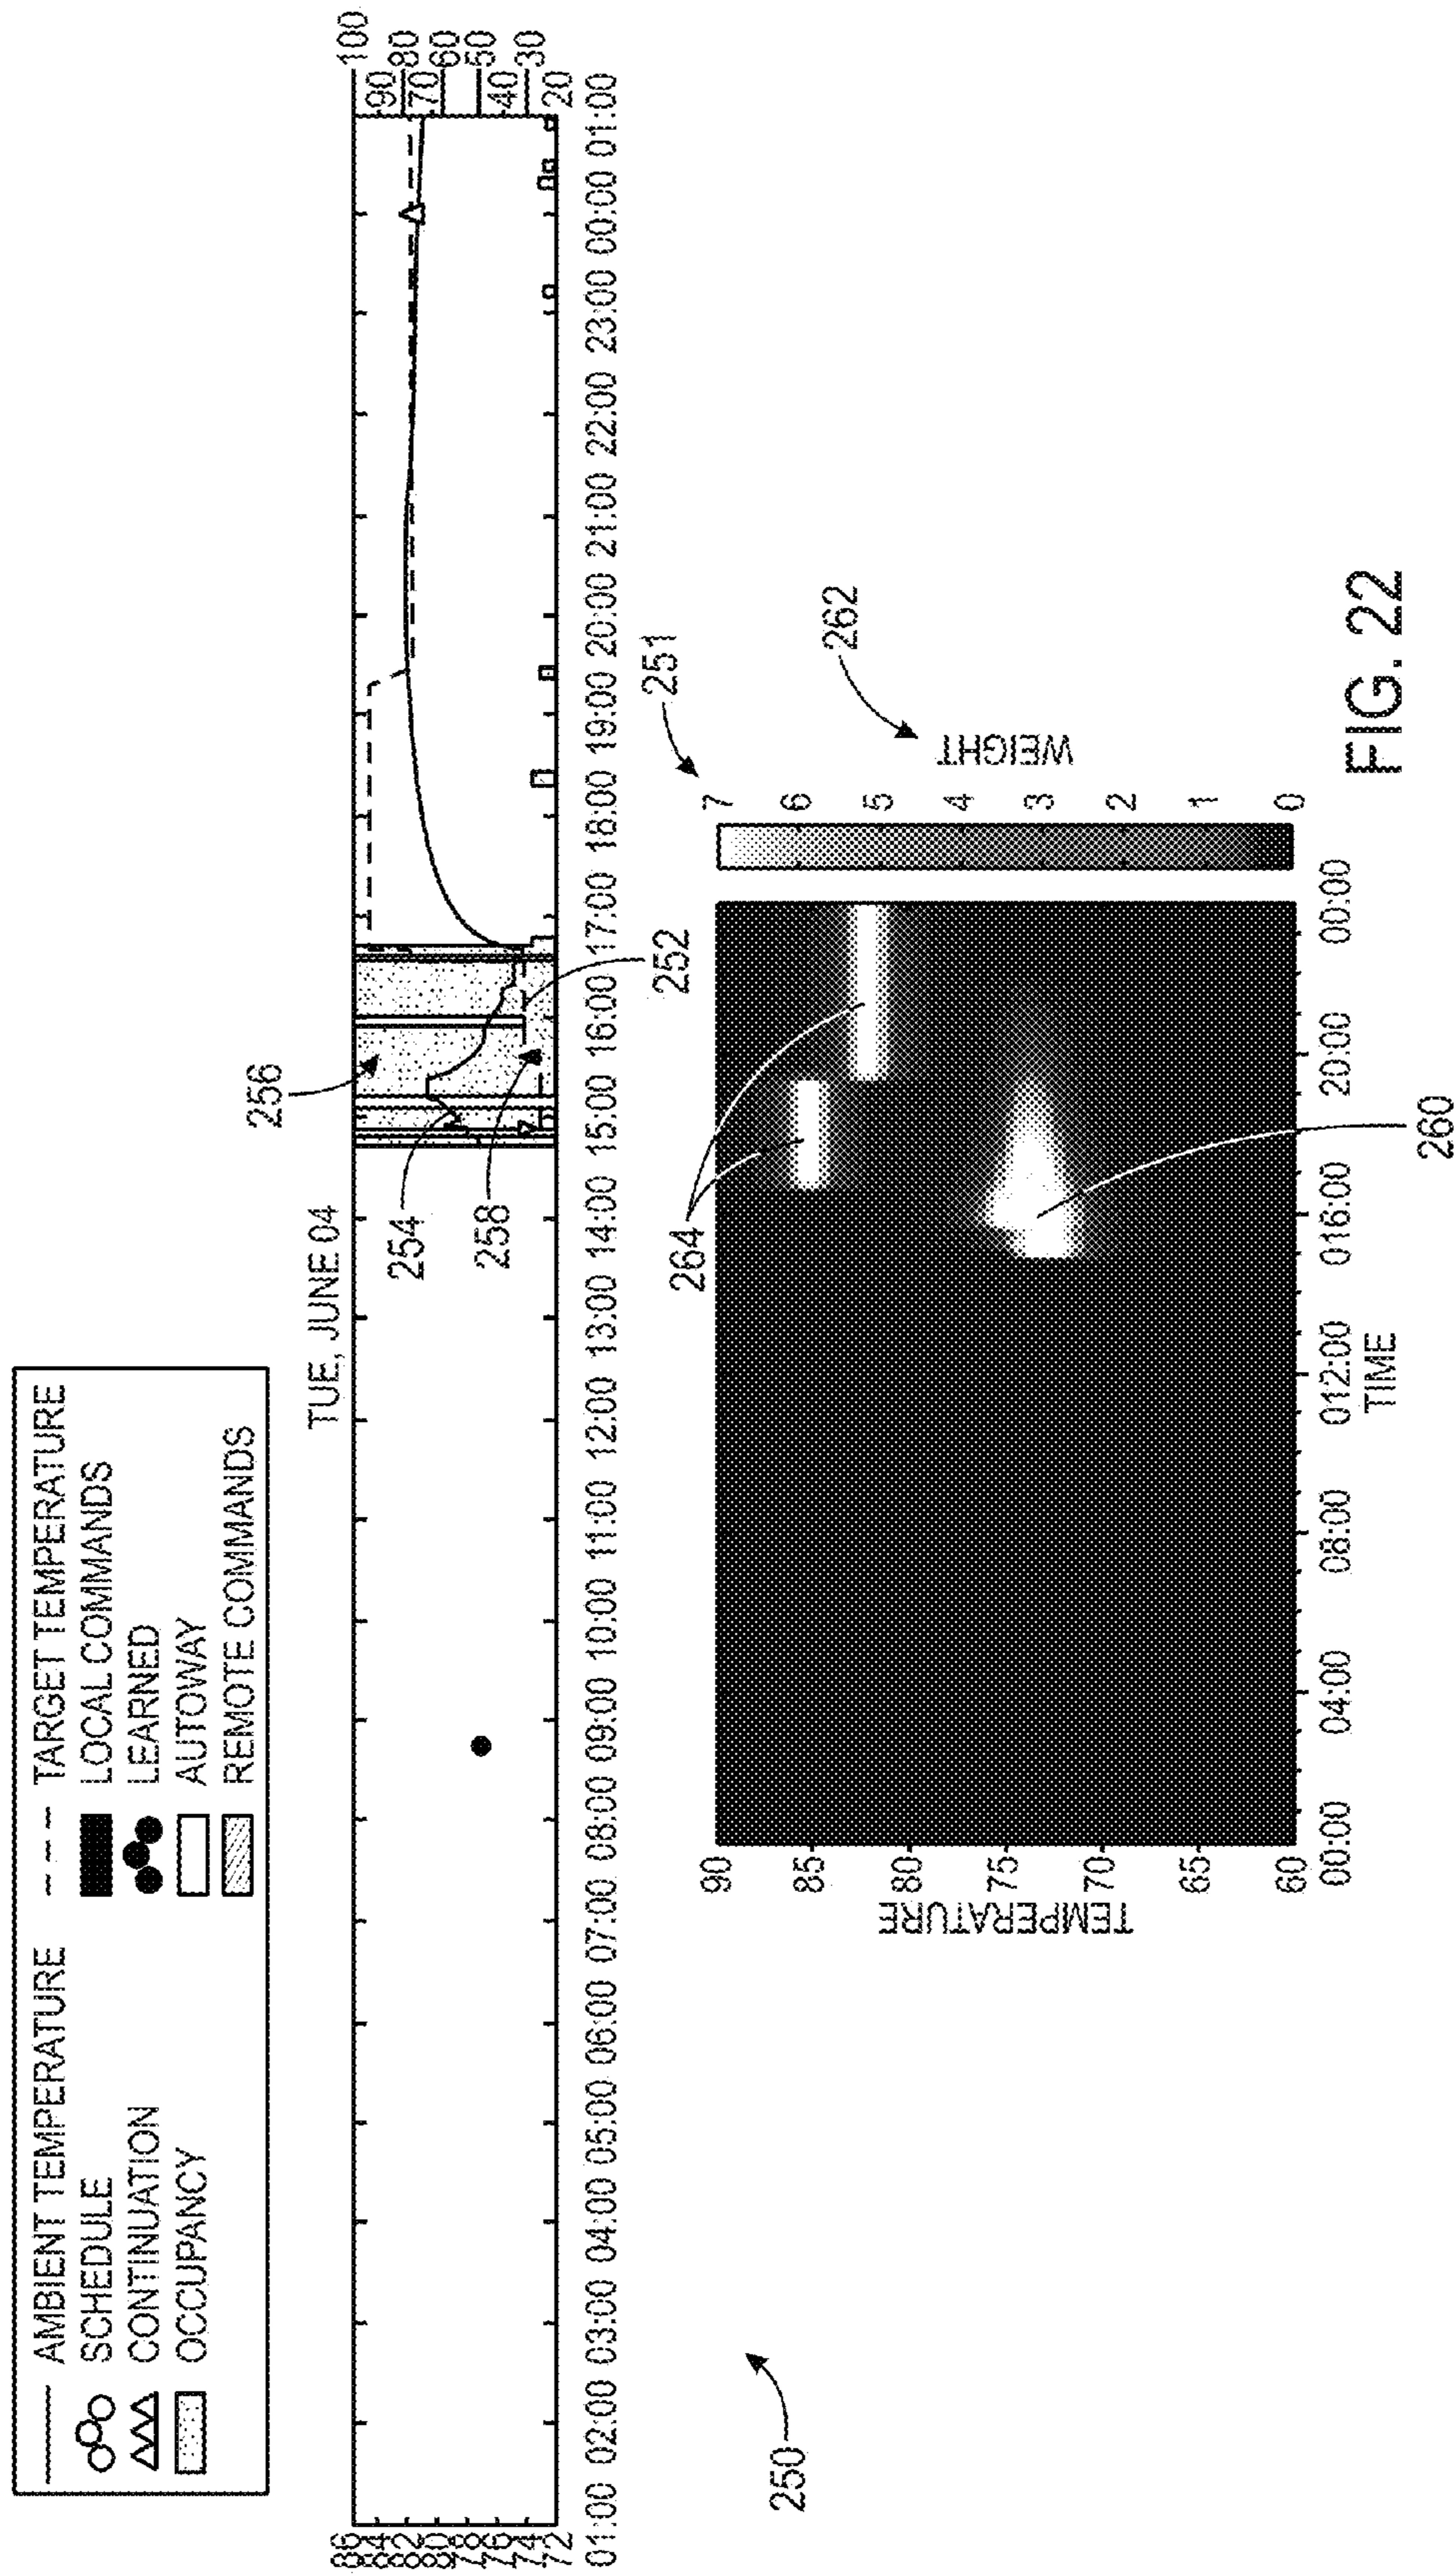 AMBIENT TEMPERATURE
SCHEDULE
CONTINUATION
OCCUPANCY
TARGET TEMPERATURE
LOCAL COMMANDS
LEARNED
AUTOWAY
REMOTE COMMANDS
TUE, JUNE 04
86
84
82
80
78
76
74
72
100
90
80
70
60
50
40
30
20
01:00 02:00 03:00 04:00 05:00 06:00 07:00 08:00 09:00 10:00 11:00 12:00 13:00 14:00 15:00 16:00 17:00 18:00 19:00 20:00 21:00 22:00 23:00 00:00 01:00
256
254
258
252
250
251
262
264
260
TEMPERATURE
90
85
80
75
70
65
60
00:00 04:00 08:00 012:00 016:00 20:00 00:00
TIME
7
6
5
4
3
2
1
0
WEIGHT
FIG. 22